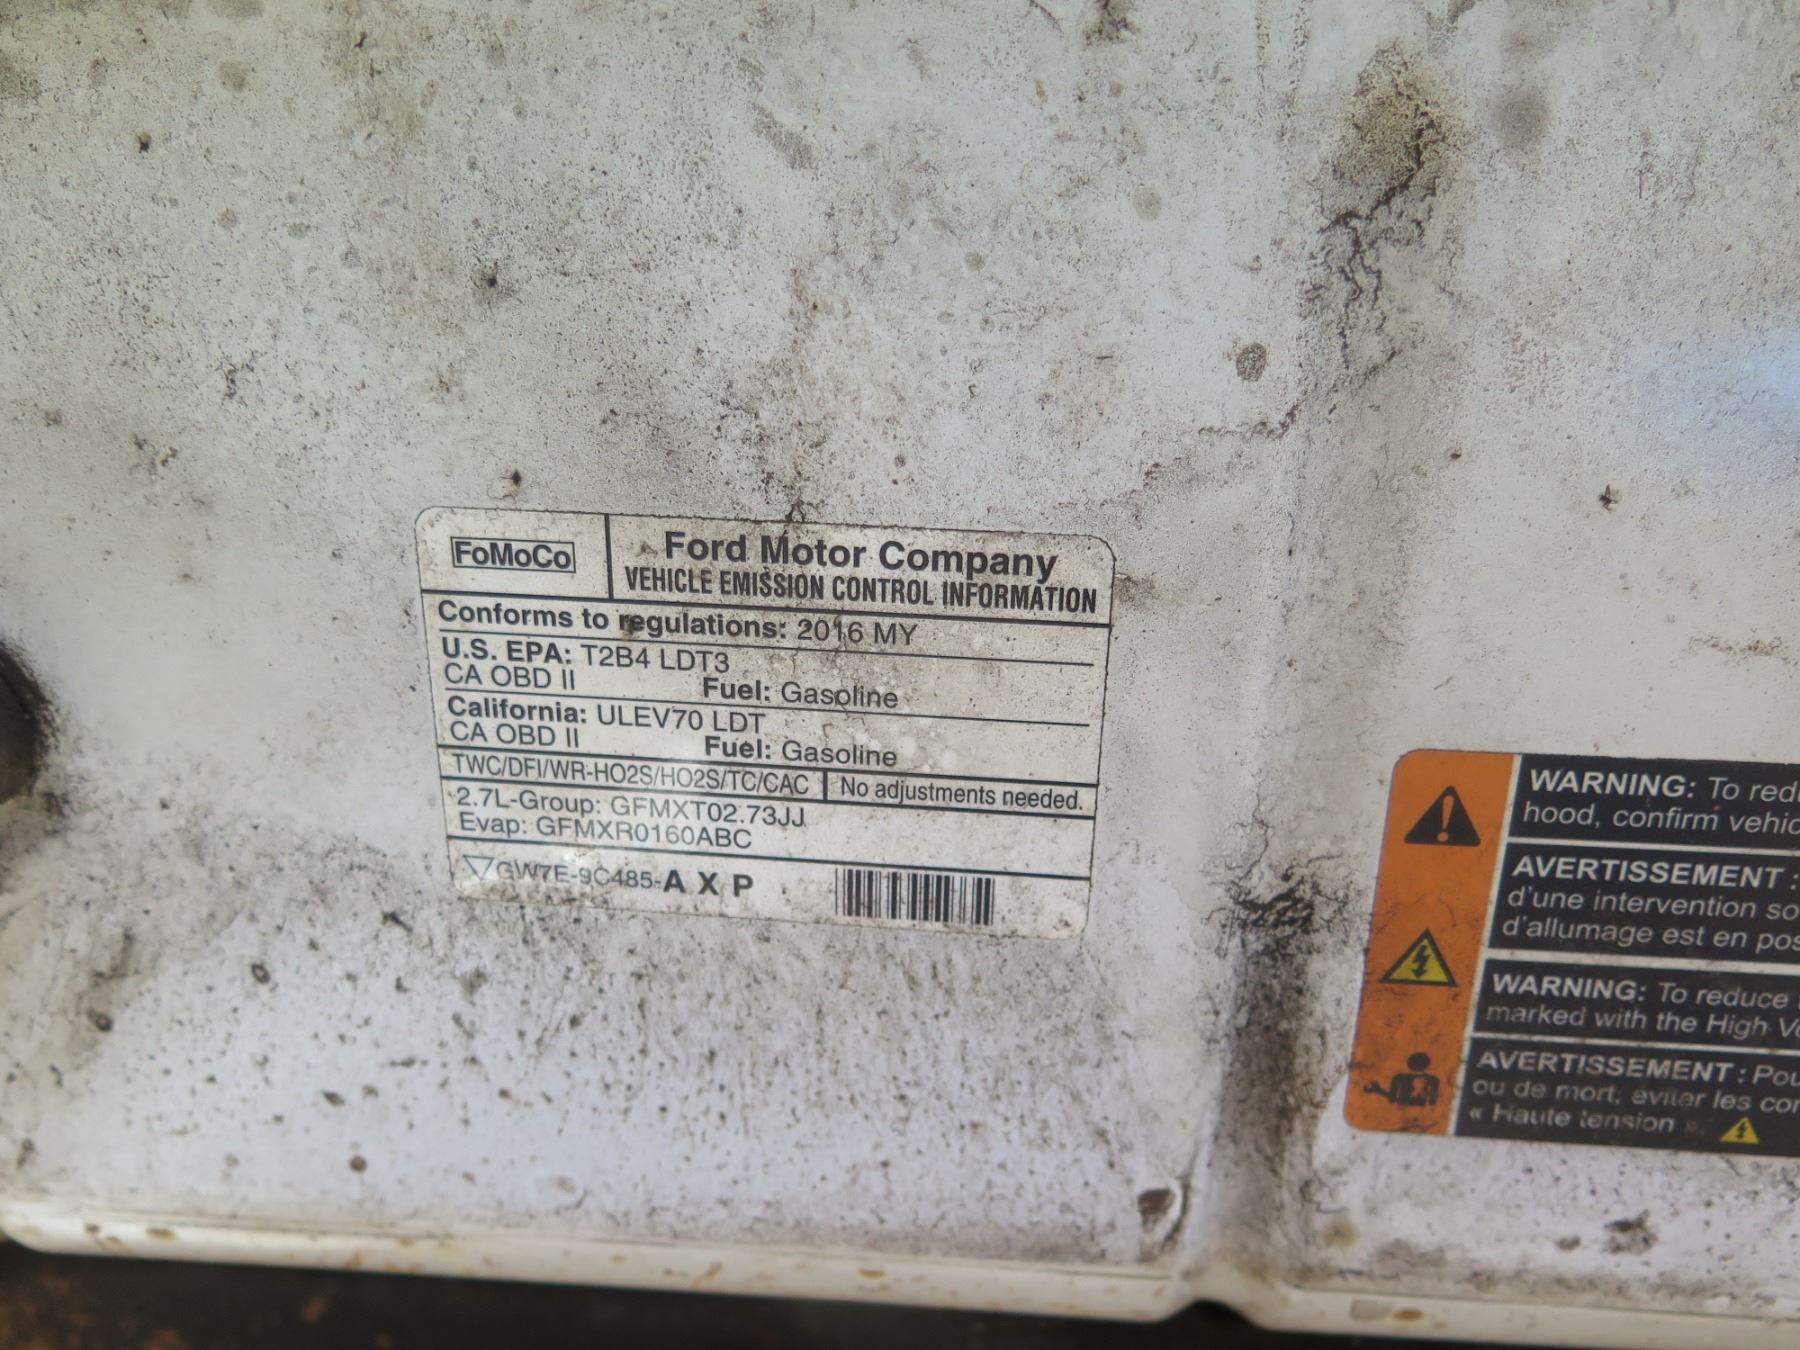 FoMoCo
Ford Motor Company
VEHICLE EMISSION CONTROL INFORMATION
Conforms to regulations: 2016 MY
U.S. EPA: T2B4 LDT3
CA OBD II Fuel: Gasoline
California: ULEV70 LDT
CA OBD II Fuel: Gasoline
TWC/DFI/WR-HO2S/HO2S/TC/CAC No adjustments needed.
2.7L-Group: GFMXT02.73JJ
Evap: GFMXR0160ABC
GW7E-9C485-A X P
WARNING: To redu
hood, confirm vehic
AVERTISSEMENT :
d'une intervention so
d'allumage est en pos
WARNING: To reduce
marked with the High Vo
AVERTISSEMENT : Pou
ou de mort, éviter les con
« Haute tension ».